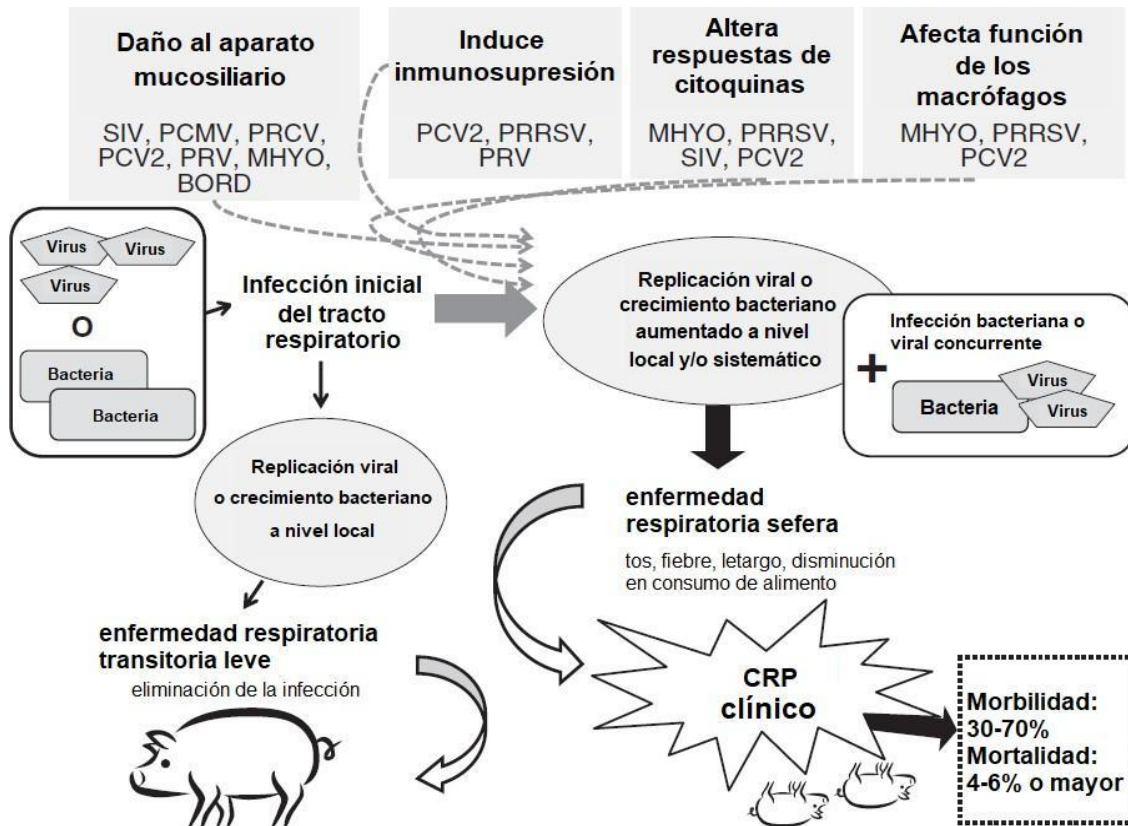 Daño al aparato
mucosiliario
SIV, PCMV, PRCV,
PCV2, PRV, MHYO,
BORD
Induce
inmunosupresión
PCV2, PRRSV,
PRV
Altera
respuestas de
citoquinas
MHYO, PRRSV,
SIV, PCV2
Afecta función
de los
macrófagos
MHYO, PRRSV,
PCV2
Virus
Virus
Virus
O
Bacteria
Bacteria
Infección inicial
del tracto
respiratorio
Replicación viral o
crecimiento bacteriano
aumentado a nivel
local y/o sistemático
+
Infección bacteriana o
viral concurrente
Bacteria
Virus
Virus
Replicación viral
o crecimiento bacteriano
a nivel local
enfermedad respiratoria
transitoria leve
eliminación de la infección
enfermedad
respiratoria sefera
tos, fiebre, letargo, disminución
en consumo de alimento
CRP
clínico
Morbilidad:
30-70%
Mortalidad:
4-6% o mayor